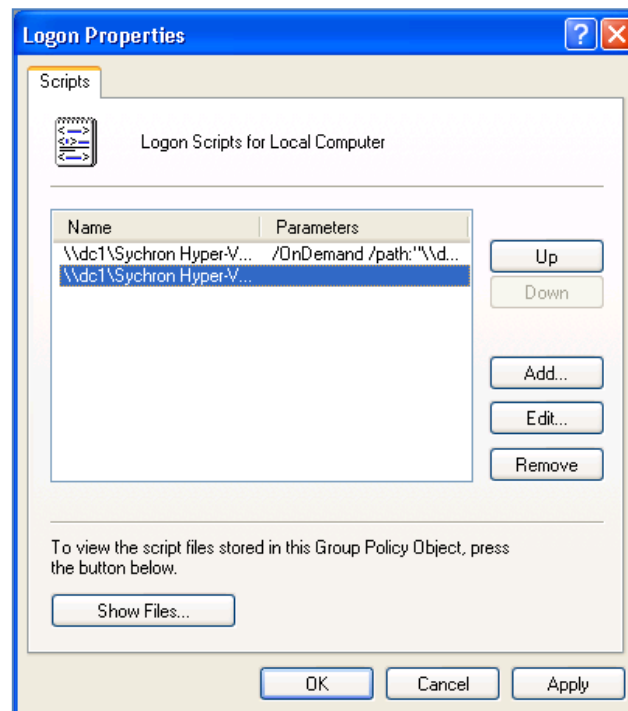 Logon Properties
Scripts
Logon Scripts for Local Computer
Name Parameters
\\dc1\Sychron Hyper-V... /OnDemand /path:"\\d...
\\dc1\Sychron Hyper-V...
Up
Down
Add...
Edit...
Remove
To view the script files stored in this Group Policy Object, press
the button below.
Show Files...
OK Cancel Apply